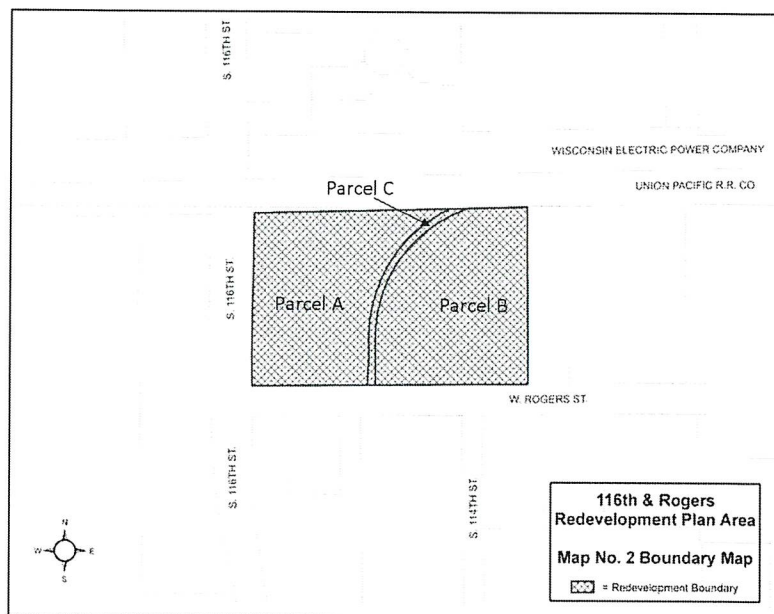 S. 116TH ST
WISCONSIN ELECTRIC POWER COMPANY
UNION PACIFIC R.R. CO
Parcel C
S. 116TH ST
Parcel A
Parcel B
W. ROGERS ST.
S. 116TH ST.
S. 114TH ST
N
W
E
S
116th & Rogers
Redevelopment Plan Area
Map No. 2 Boundary Map
= Redevelopment Boundary